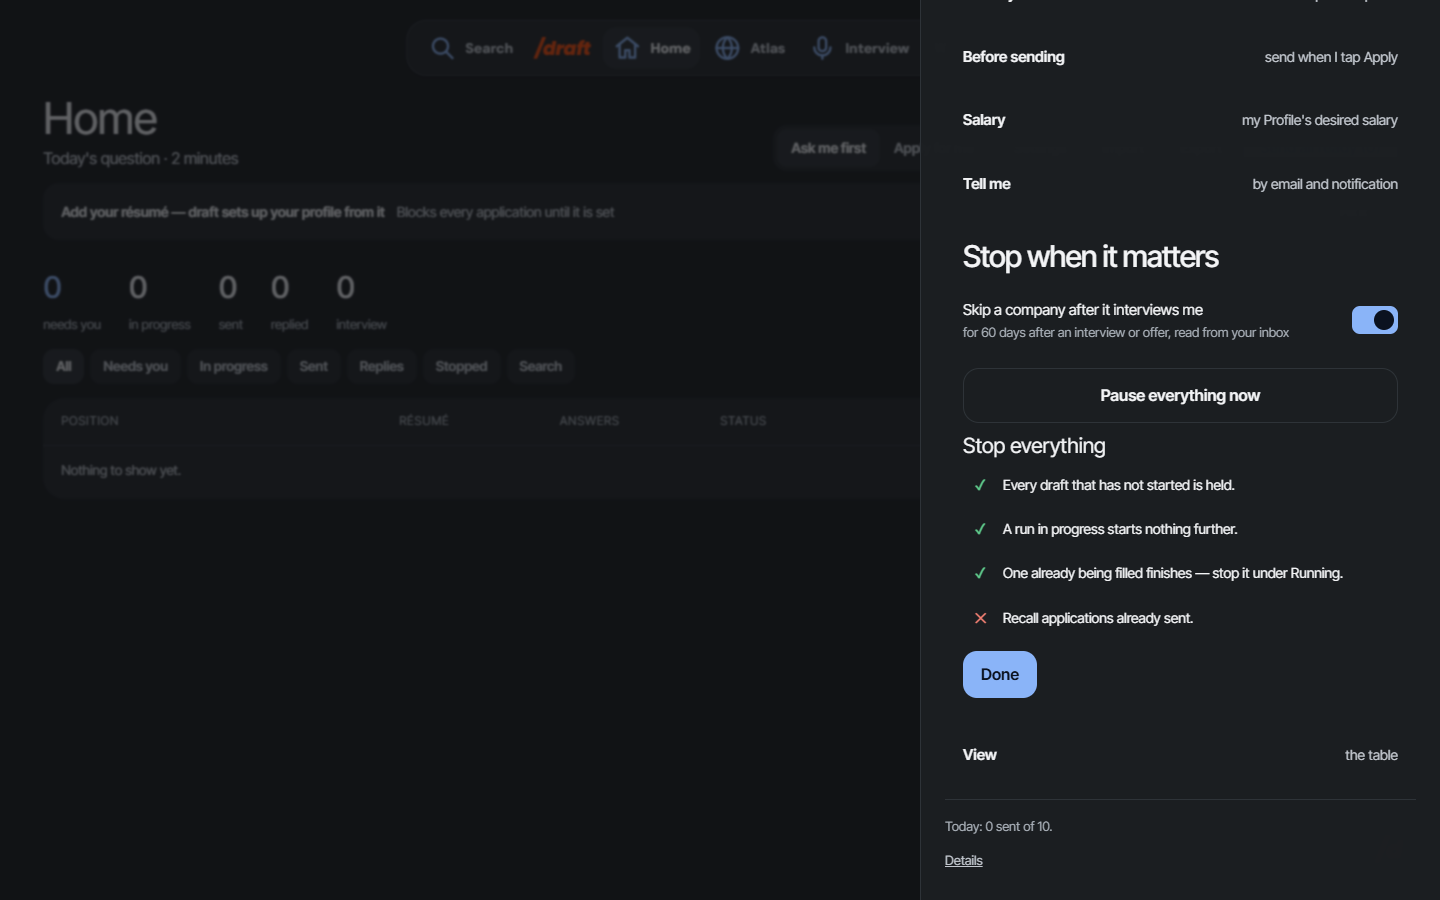 Search
/draft
Home
Atlas
Interview
Home
Today's question · 2 minutes
Ask me first
App
Add your résumé — draft sets up your profile from it Blocks every application until it is set
0 0 0 0 0
needs you in progress sent replied interview
All Needs you In progress Sent Replies Stopped Search
POSITION RÉSUMÉ ANSWERS STATUS
Nothing to show yet.
Before sending send when I tap Apply
Salary my Profile's desired salary
Tell me by email and notification
Stop when it matters
Skip a company after it interviews me
for 60 days after an interview or offer, read from your inbox
Pause everything now
Stop everything
✓ Every draft that has not started is held.
✓ A run in progress starts nothing further.
✓ One already being filled finishes — stop it under Running.
✕ Recall applications already sent.
Done
View the table
Today: 0 sent of 10.
Details